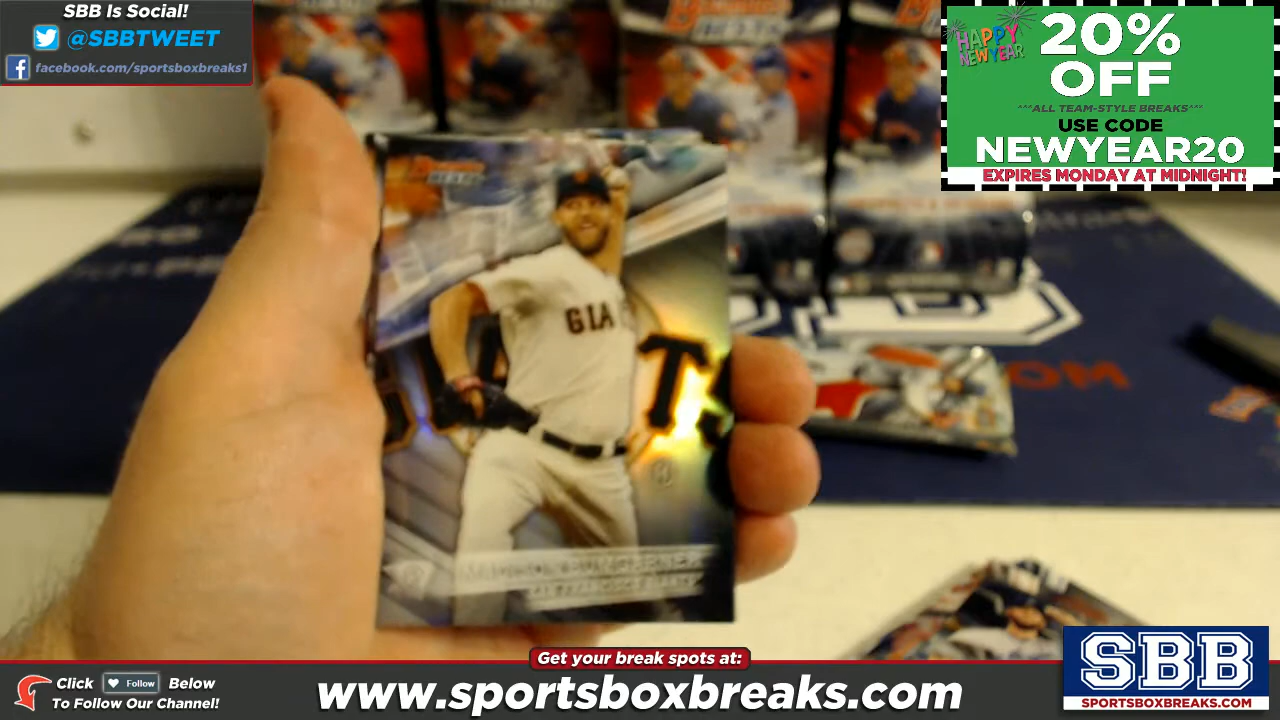 SBB Is Social!
@SBBTWEET
facebook.com/sportsboxbreaks1
HAPPY
NEW YEAR
20%
OFF
***ALL TEAM-STYLE BREAKS***
USE CODE
NEWYEAR20
EXPIRES MONDAY AT MIDNIGHT!
GIA
TS
Get your break spots at:
Click Follow Below
To Follow Our Channel!
www.sportsboxbreaks.com
SBB
SPORTSBOXBREAKS.COM